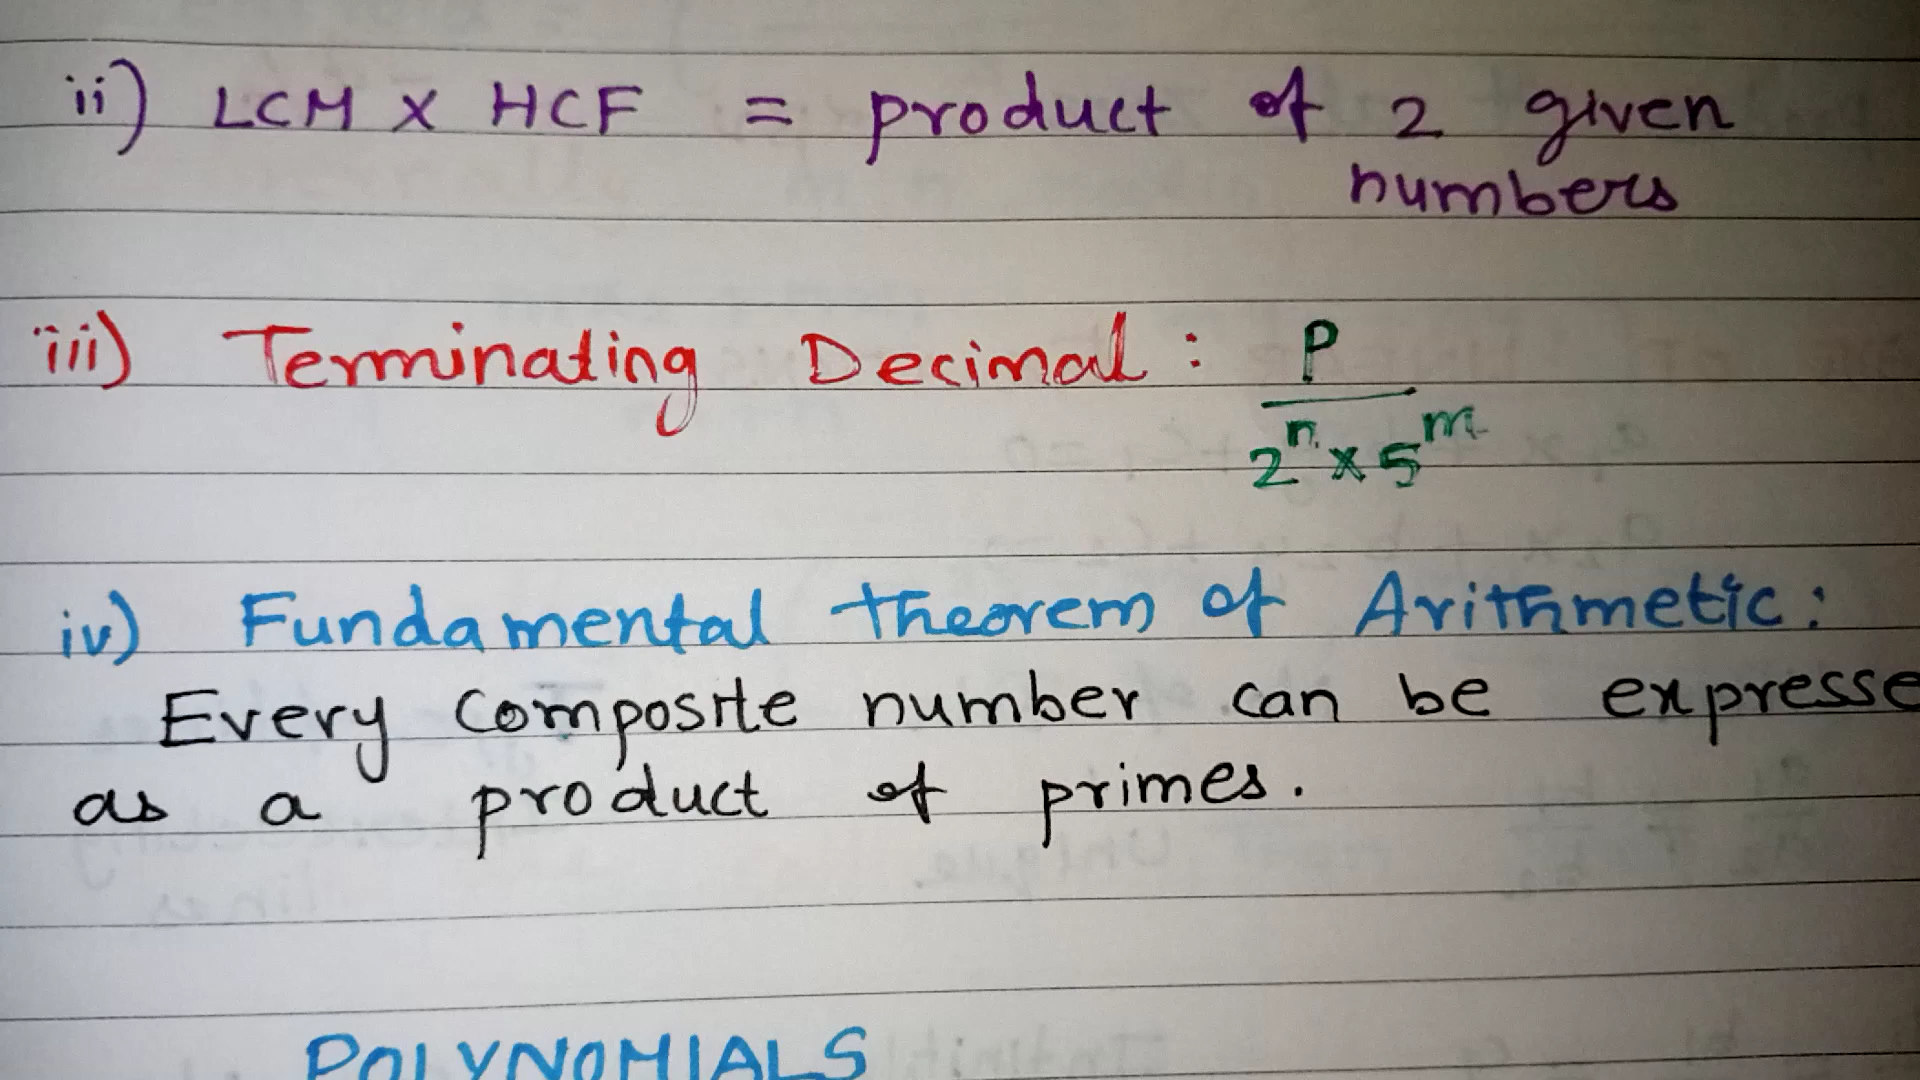 ii) LCM x HCF = product of 2 given
numbers
iii) Terminating Decimal : P
2^n x 5^m
iv) Fundamental theorem of Arithmetic :
Every composite number can be expresse
as a product of primes.
POLYNOMIALS